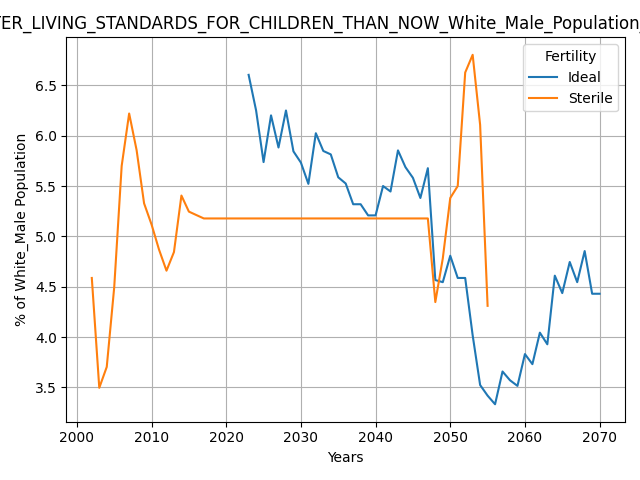 TER_LIVING_STANDARDS_FOR_CHILDREN_THAN_NOW_White_Male_Population_
Fertility
Ideal
Sterile
% of White_Male Population
6.5
6.0
5.5
5.0
4.5
4.0
3.5
2000 2010 2020 2030 2040 2050 2060 2070
Years